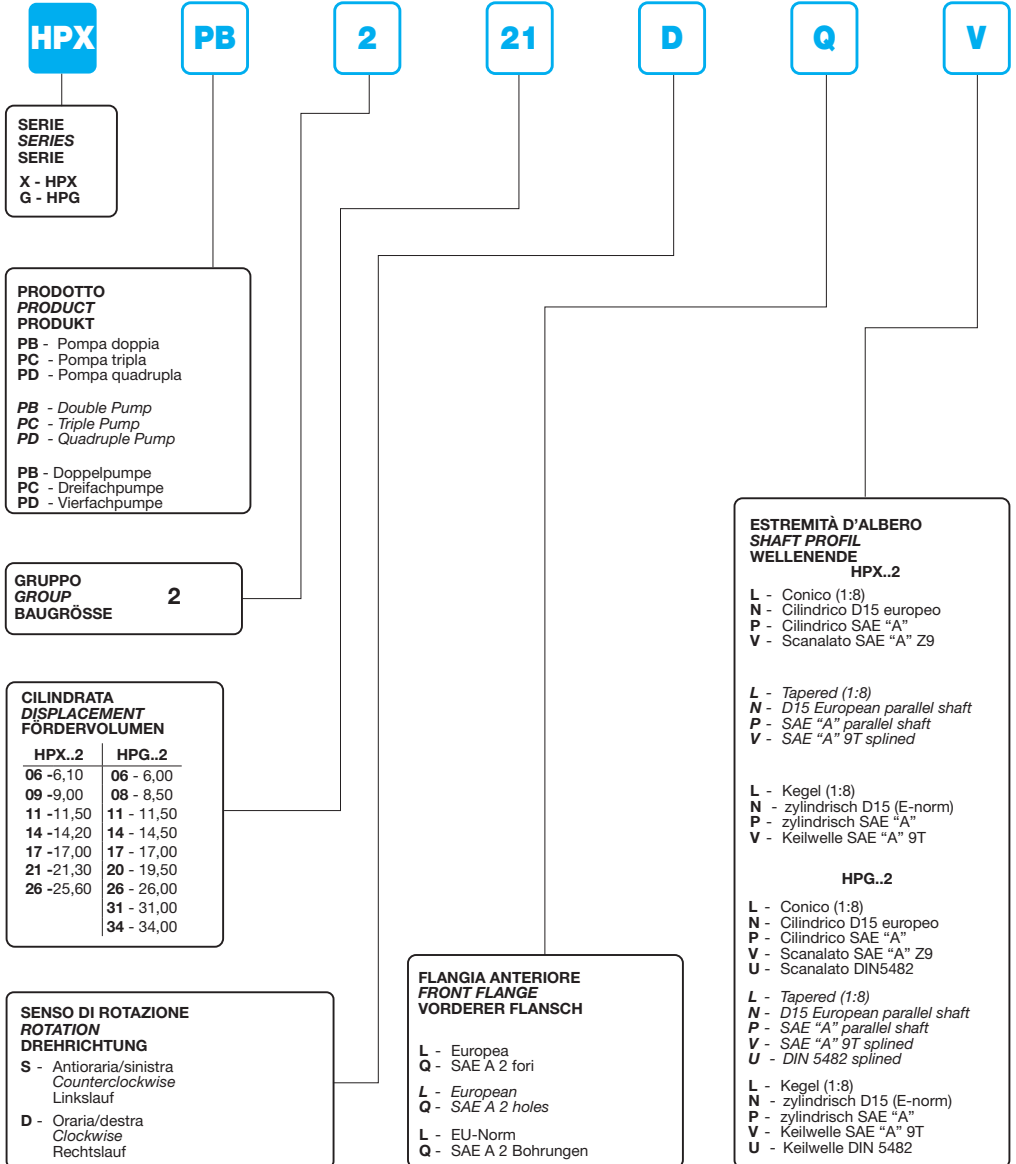 HPX PB 2 21 D Q V
SERIE
SERIES
SERIE
X - HPX
G - HPG
PRODOTTO
PRODUCT
PRODUKT
PB - Pompa doppia
PC - Pompa tripla
PD - Pompa quadrupla
PB - Double Pump
PC - Triple Pump
PD - Quadruple Pump
PB - Doppelpumpe
PC - Dreifachpumpe
PD - Vierfachpumpe
GRUPPO
GROUP 2
BAUGRÖSSE
CILINDRATA
DISPLACEMENT
FÖRDERVOLUMEN
HPX..2 HPG..2
06 -6,10 06 - 6,00
09 -9,00 08 - 8,50
11 -11,50 11 - 11,50
14 -14,20 14 - 14,50
17 -17,00 17 - 17,00
21 -21,30 20 - 19,50
26 -25,60 26 - 26,00
31 - 31,00
34 - 34,00
SENSO DI ROTAZIONE
ROTATION
DREHRICHTUNG
S - Antioraria/sinistra
Counterclockwise
Linkslauf
D - Oraria/destra
Clockwise
Rechtslauf
FLANGIA ANTERIORE
FRONT FLANGE
VORDERER FLANSCH
L - Europea
Q - SAE A 2 fori
L - European
Q - SAE A 2 holes
L - EU-Norm
Q - SAE A 2 Bohrungen
ESTREMITÀ D'ALBERO
SHAFT PROFIL
WELLENENDE
HPX..2
L - Conico (1:8)
N - Cilindrico D15 europeo
P - Cilindrico SAE “A”
V - Scanalato SAE “A” Z9
L - Tapered (1:8)
N - D15 European parallel shaft
P - SAE “A” parallel shaft
V - SAE “A” 9T splined
L - Kegel (1:8)
N - zylindrisch D15 (E-norm)
P - zylindrisch SAE “A”
V - Keilwelle SAE “A” 9T
HPG..2
L - Conico (1:8)
N - Cilindrico D15 europeo
P - Cilindrico SAE “A”
V - Scanalato SAE “A” Z9
U - Scanalato DIN5482
L - Tapered (1:8)
N - D15 European parallel shaft
P - SAE “A” parallel shaft
V - SAE “A” 9T splined
U - DIN 5482 splined
L - Kegel (1:8)
N - zylindrisch D15 (E-norm)
P - zylindrisch SAE “A”
V - Keilwelle SAE “A” 9T
U - Keilwelle DIN 5482